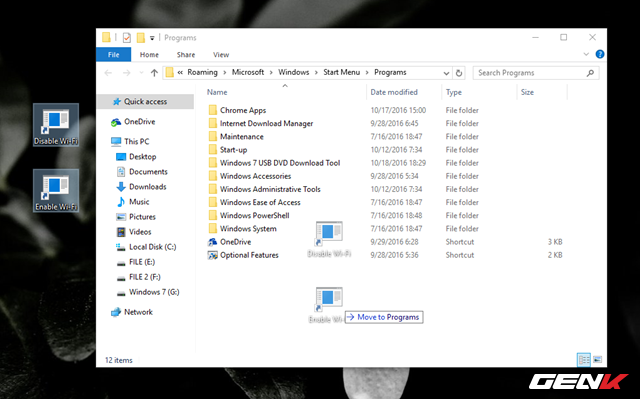 Programs
File Home Share View
« Roaming > Microsoft > Windows > Start Menu > Programs
Search Programs
Name Date modified Type Size
Quick access
OneDrive
This PC
Desktop
Documents
Downloads
Music
Pictures
Videos
Local Disk (C:)
FILE (E:)
FILE 2 (F:)
Windows 7 (G:)
Network
Chrome Apps 10/17/2016 15:00 File folder
Internet Download Manager 9/28/2016 6:45 File folder
Maintenance 7/16/2016 18:47 File folder
Start-up 10/12/2016 7:34 File folder
Windows 7 USB DVD Download Tool 10/18/2016 18:29 File folder
Windows Accessories 9/28/2016 5:34 File folder
Windows Administrative Tools 10/12/2016 7:34 File folder
Windows Ease of Access 7/16/2016 18:47 File folder
Windows PowerShell 7/16/2016 18:48 File folder
Windows System 7/16/2016 18:47 File folder
OneDrive 9/29/2016 6:28 Shortcut 3 KB
Optional Features 9/28/2016 5:36 Shortcut 2 KB
Disable Wi-Fi
Enable Wi-Fi
Disable Wi-Fi
Enable Wi-
Move to Programs
12 items
GENK